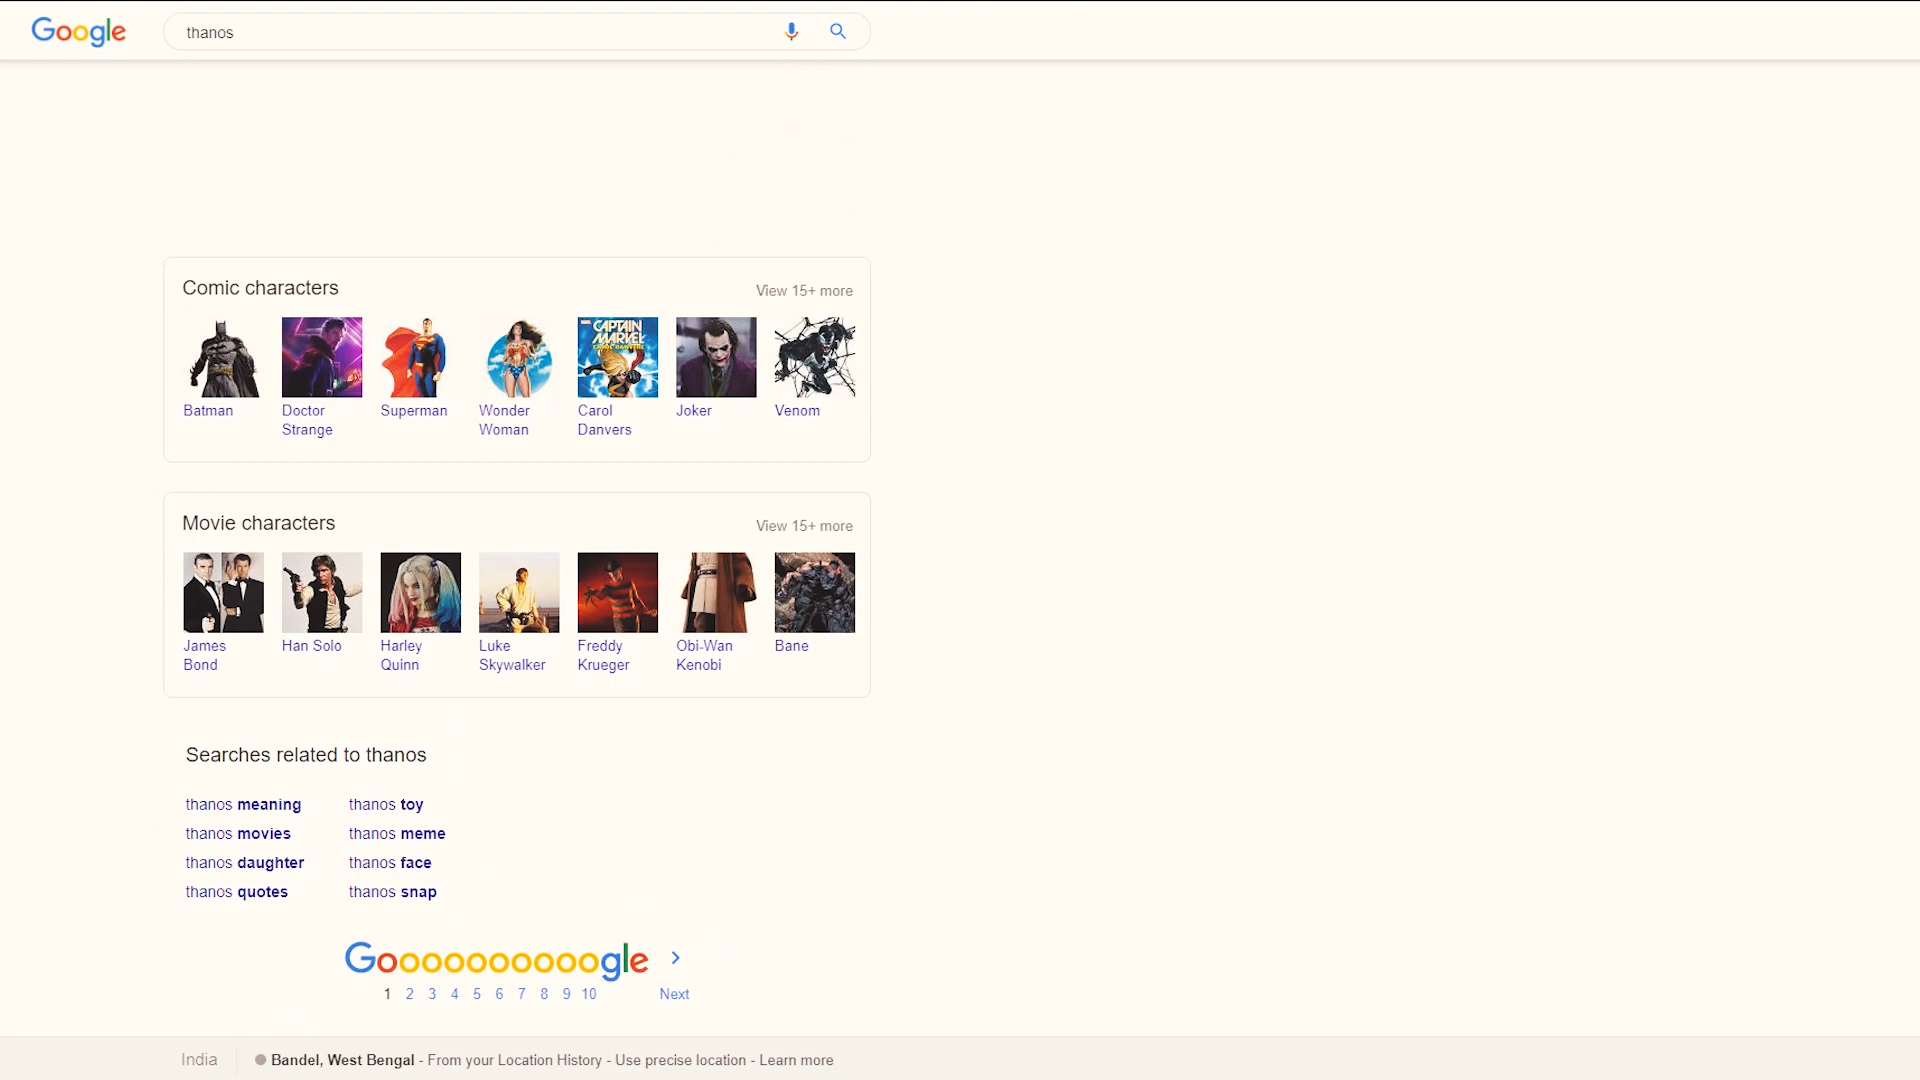 Google
thanos
Comic characters
View 15+ more
CAPTAIN
MARVEL
Batman
Doctor
Strange
Superman
Wonder
Woman
Carol
Danvers
Joker
Venom
Movie characters
View 15+ more
James
Bond
Han Solo
Harley
Quinn
Luke
Skywalker
Freddy
Krueger
Obi-Wan
Kenobi
Bane
Searches related to thanos
thanos meaning
thanos toy
thanos movies
thanos meme
thanos daughter
thanos face
thanos quotes
thanos snap
Goooooooooogle
1 2 3 4 5 6 7 8 9 10 Next
India
Bandel, West Bengal - From your Location History - Use precise location - Learn more